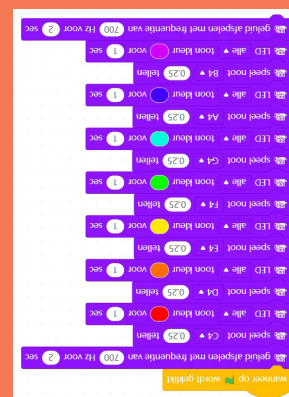 wanneer op wordt geklikt
geluid afspelen met frequentie van 700 Hz voor 2 sec
speel noot C4 0.25 tellen
LED alle toon kleur voor 1 sec
speel noot D4 0.25 tellen
LED alle toon kleur voor 1 sec
speel noot E4 0.25 tellen
LED alle toon kleur voor 1 sec
speel noot F4 0.25 tellen
LED alle toon kleur voor 1 sec
speel noot G4 0.25 tellen
LED alle toon kleur voor 1 sec
speel noot A4 0.25 tellen
LED alle toon kleur voor 1 sec
speel noot B4 0.25 tellen
LED alle toon kleur voor 1 sec
geluid afspelen met frequentie van 700 Hz voor 2 sec